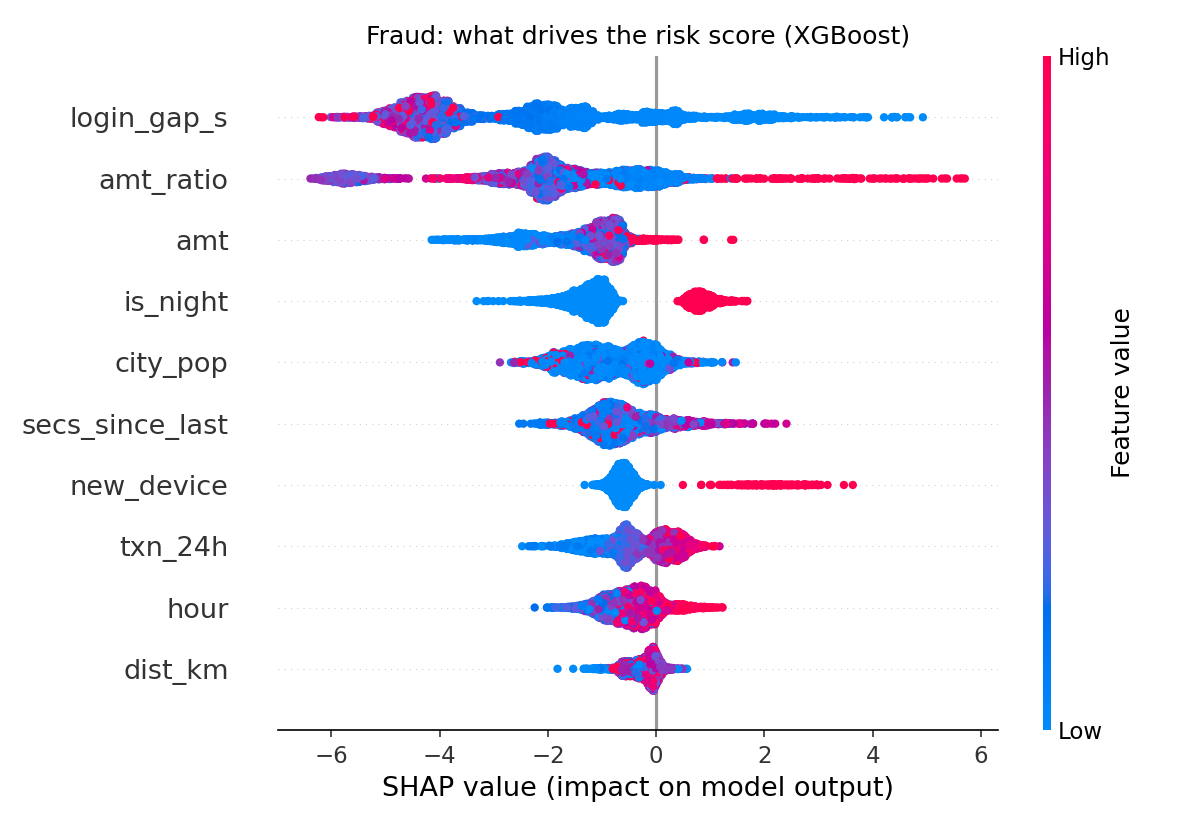 Fraud: what drives the risk score (XGBoost)
High
login_gap_s
amt_ratio
amt
is_night
city_pop
secs_since_last
new_device
txn_24h
hour
dist_km
Feature value
Low
−6 −4 −2 0 2 4 6
SHAP value (impact on model output)